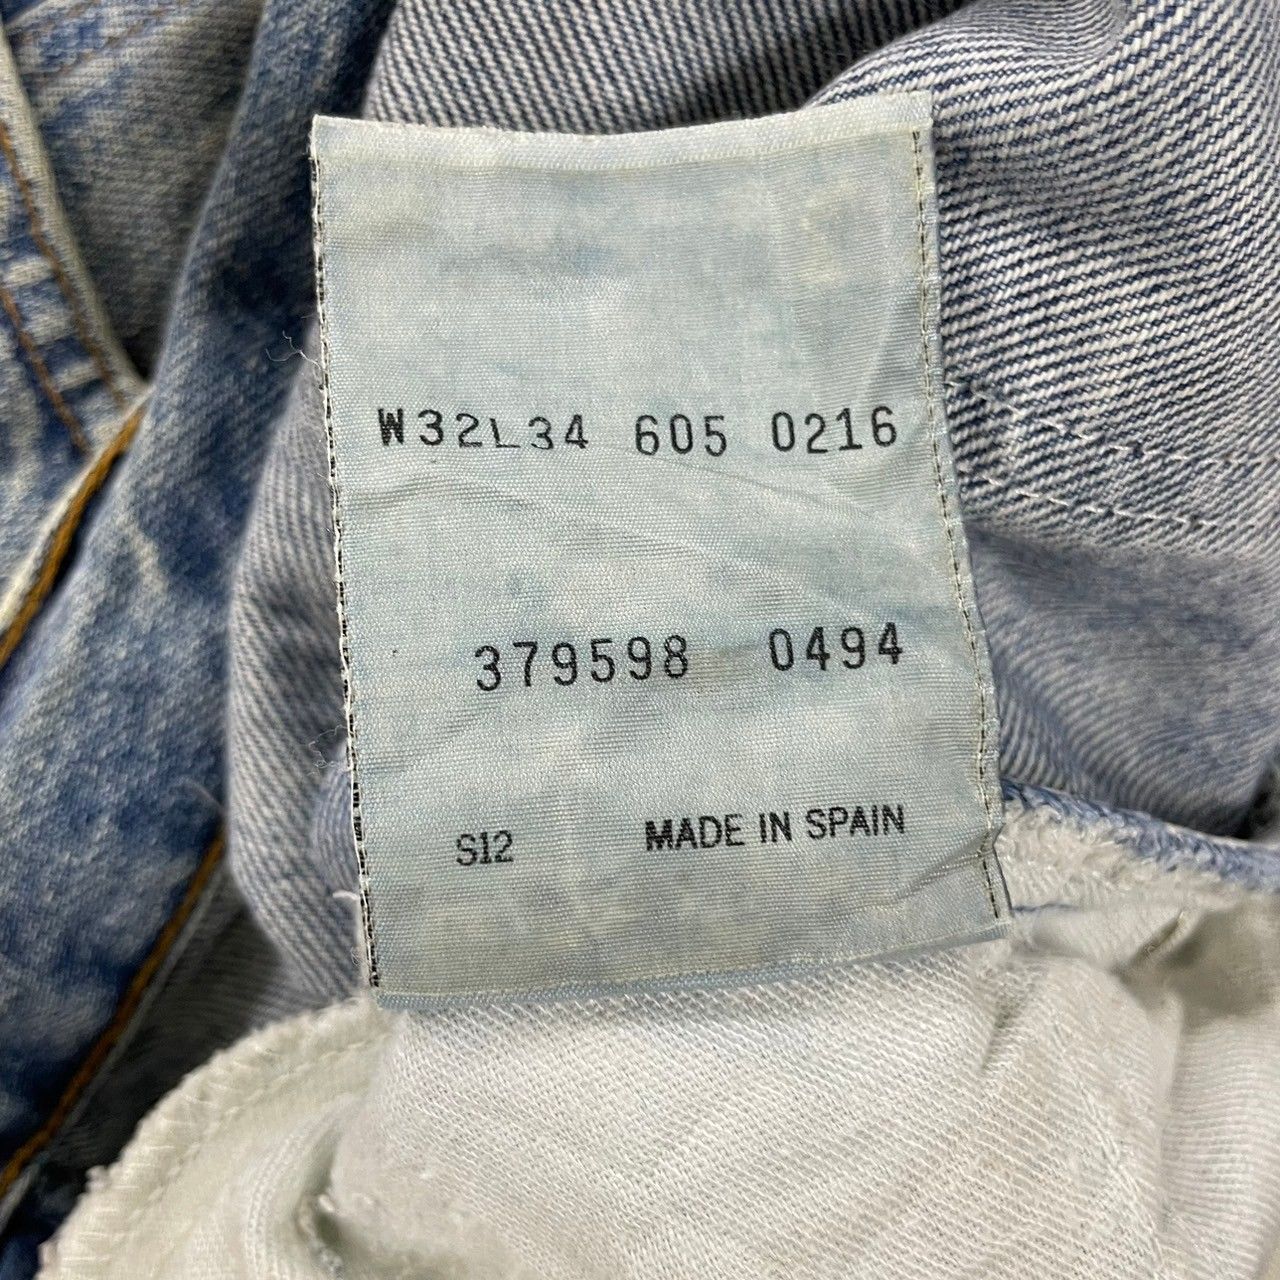 W32L34 605 0216
379598 0494
S12 MADE IN SPAIN